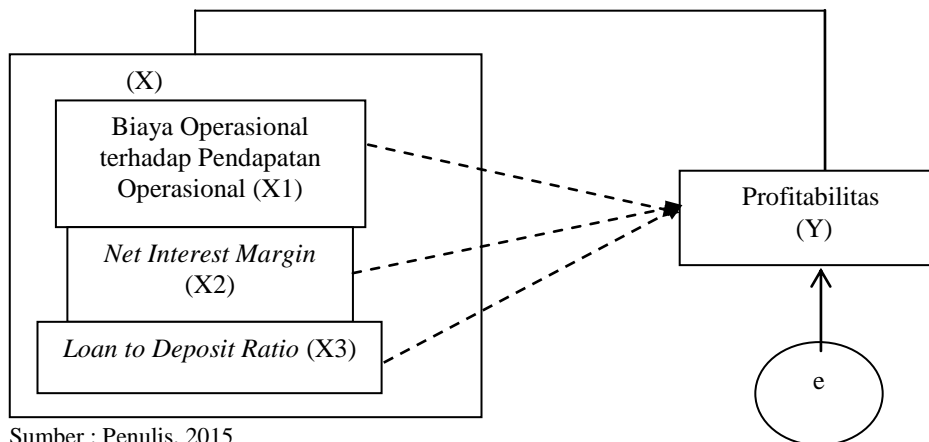 (X)
Biaya Operasional
terhadap Pendapatan
Operasional (X1)
Net Interest Margin
(X2)
Loan to Deposit Ratio (X3)
Profitabilitas
(Y)
e
Sumber : Penulis, 2015